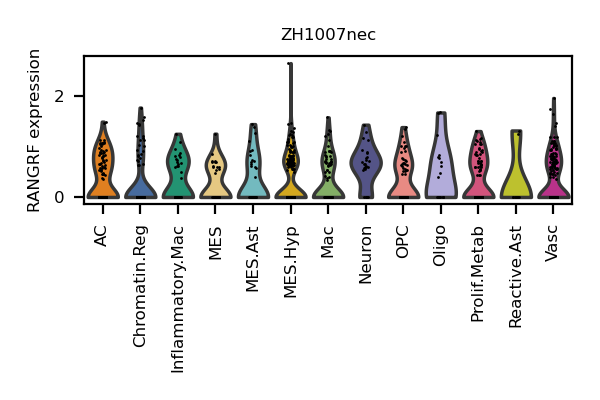 ZH1007nec
RANGRF expression
2
0
AC
Chromatin.Reg
Inflammatory.Mac
MES
MES.Ast
MES.Hyp
Mac
Neuron
OPC
Oligo
Prolif.Metab
Reactive.Ast
Vasc